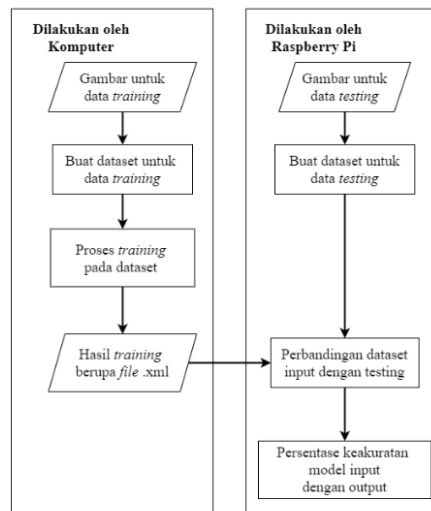 Dilakukan oleh
Komputer
Gambar untuk
data training
Buat dataset untuk
data training
Proses training
pada dataset
Hasil training
berupa file .xml
Dilakukan oleh
Raspberry Pi
Gambar untuk
data testing
Buat dataset untuk
data testing
Perbandingan dataset
input dengan testing
Persentase keakuratan
model input
dengan output